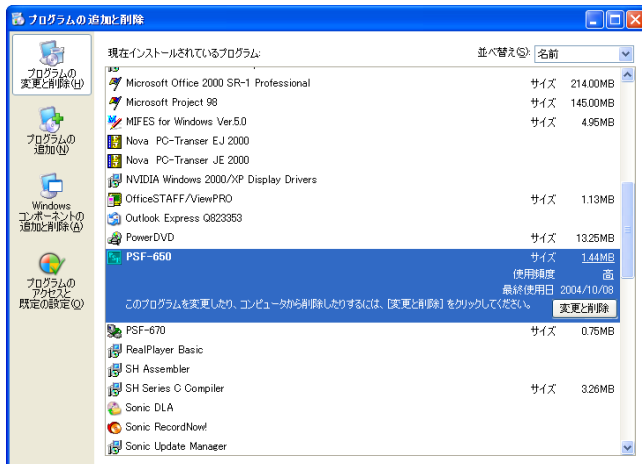 プログラムの追加と削除
プログラムの
変更と削除(H)
プログラムの
追加(N)
Windows
コンポーネントの
追加と削除(A)
プログラムの
アクセスと
既定の設定(O)
現在インストールされているプログラム:
並べ替え(S): 名前
Microsoft Office 2000 SR-1 Professional サイズ 214.00MB
Microsoft Project 98 サイズ 145.00MB
MIFES for Windows Ver.5.0 サイズ 4.95MB
Nova PC-Transer EJ 2000
Nova PC-Transer JE 2000
NVIDIA Windows 2000/XP Display Drivers
OfficeSTAFF/ViewPRO サイズ 1.13MB
Outlook Express Q823353
PowerDVD サイズ 13.25MB
PSF-650 サイズ 1.44MB
使用頻度 高
最終使用日 2004/10/08
このプログラムを変更したり、コンピュータから削除したりするには、[変更と削除] をクリックしてください。 変更と削除
PSF-670 サイズ 0.75MB
RealPlayer Basic
SH Assembler
SH Series C Compiler サイズ 3.26MB
Sonic DLA
Sonic RecordNow!
Sonic Update Manager